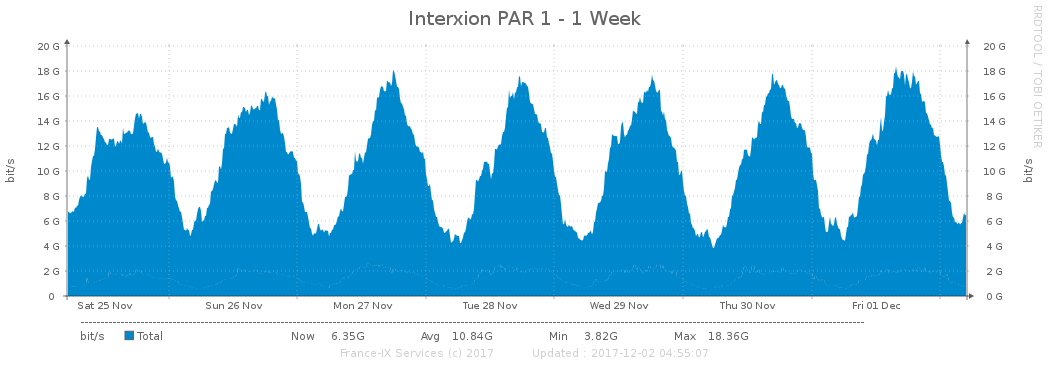 Interxion PAR 1 - 1 Week
RRDTOOL / TOBI OETIKER
bit/s
bit/s
20 G 20 G
18 G 18 G
16 G 16 G
14 G 14 G
12 G 12 G
10 G 10 G
8 G 8 G
6 G 6 G
4 G 4 G
2 G 2 G
0 0 G
Sat 25 Nov Sun 26 Nov Mon 27 Nov Tue 28 Nov Wed 29 Nov Thu 30 Nov Fri 01 Dec
bit/s Total Now 6.35G Avg 10.84G Min 3.82G Max 18.36G
France-IX Services (c) 2017 Updated : 2017-12-02 04:55:07